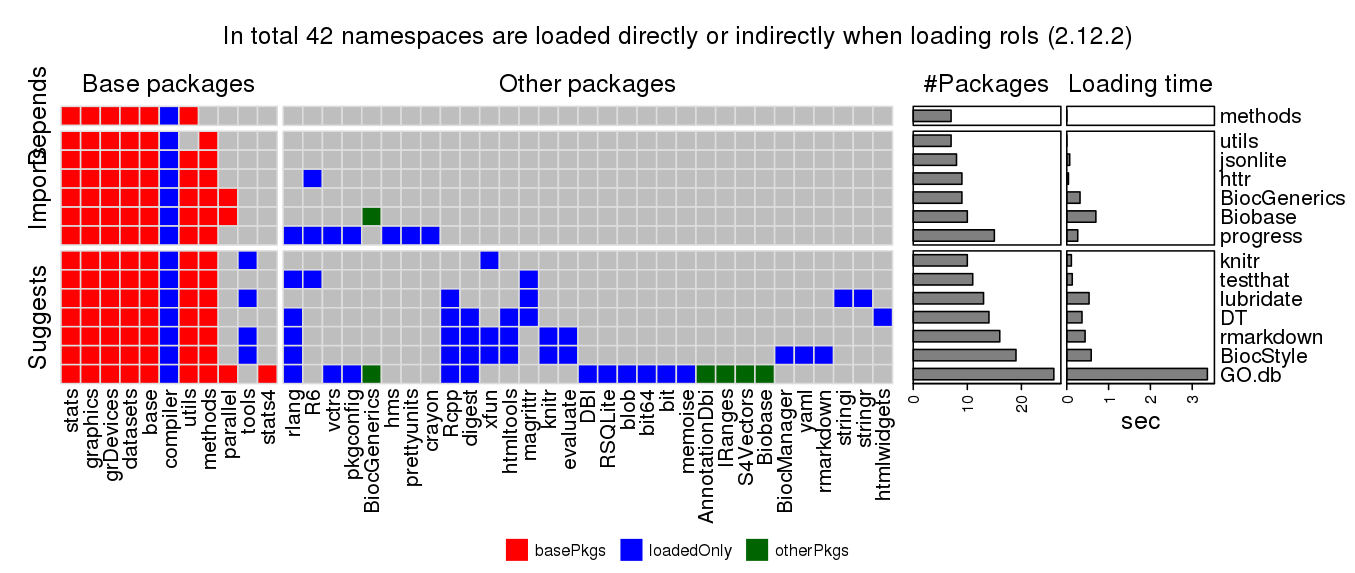 In total 42 namespaces are loaded directly or indirectly when loading rols (2.12.2)
Base packages
Other packages
#Packages
Loading time
Depends
Imports
Suggests
methods
utils
jsonlite
httr
BiocGenerics
Biobase
progress
knitr
testthat
lubridate
DT
rmarkdown
BiocStyle
GO.db
stats
graphics
grDevices
datasets
base
compiler
utils
methods
parallel
tools
stats4
rlang
R6
vctrs
pkgconfig
BiocGenerics
hms
prettyunits
crayon
Rcpp
digest
xfun
htmltools
magrittr
knitr
evaluate
DBI
RSQLite
blob
bit64
bit
memoise
AnnotationDbi
IRanges
S4Vectors
Biobase
BiocManager
yaml
rmarkdown
stringi
stringr
htmlwidgets
0
10
20
0
1
2
3
sec
basePkgs
loadedOnly
otherPkgs